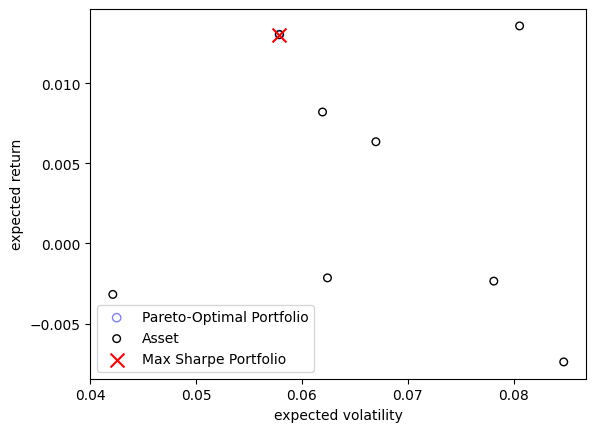 0.010
0.005
0.000
−0.005
expected return
Pareto-Optimal Portfolio
Asset
Max Sharpe Portfolio
0.04 0.05 0.06 0.07 0.08
expected volatility